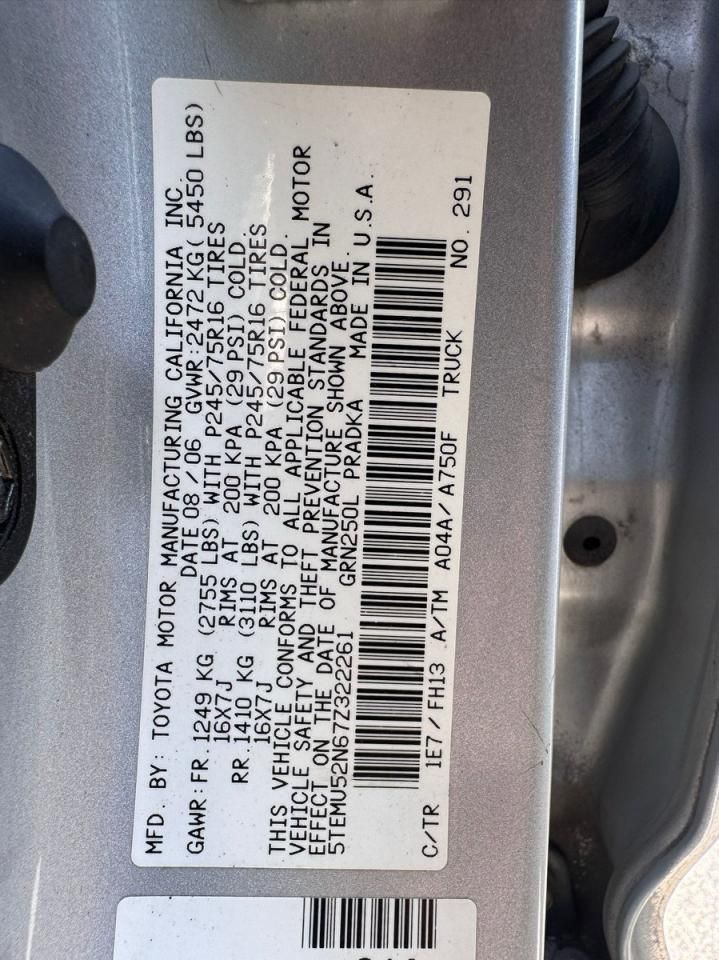 MFD. BY: TOYOTA MOTOR MANUFACTURING CALIFORNIA INC.
DATE 08/06 GVWR:2472 KG( 5450 LBS)
GAWR:FR.1249 KG (2755 LBS) WITH P245/75R16 TIRES
16X7J RIMS AT 200 KPA (29 PSI) COLD.
RR.1410 KG (3110 LBS) WITH P245/75R16 TIRES
16X7J RIMS AT 200 KPA (29 PSI) COLD.
THIS VEHICLE CONFORMS TO ALL APPLICABLE FEDERAL MOTOR
VEHICLE SAFETY AND THEFT PREVENTION STANDARDS IN
EFFECT ON THE DATE OF MANUFACTURE SHOWN ABOVE.
5TEMU52N67Z322261 GRN250L PRADKA MADE IN U.S.A.
C/TR 1E7/FH13 A/TM A04A/A750F TRUCK NO. 291